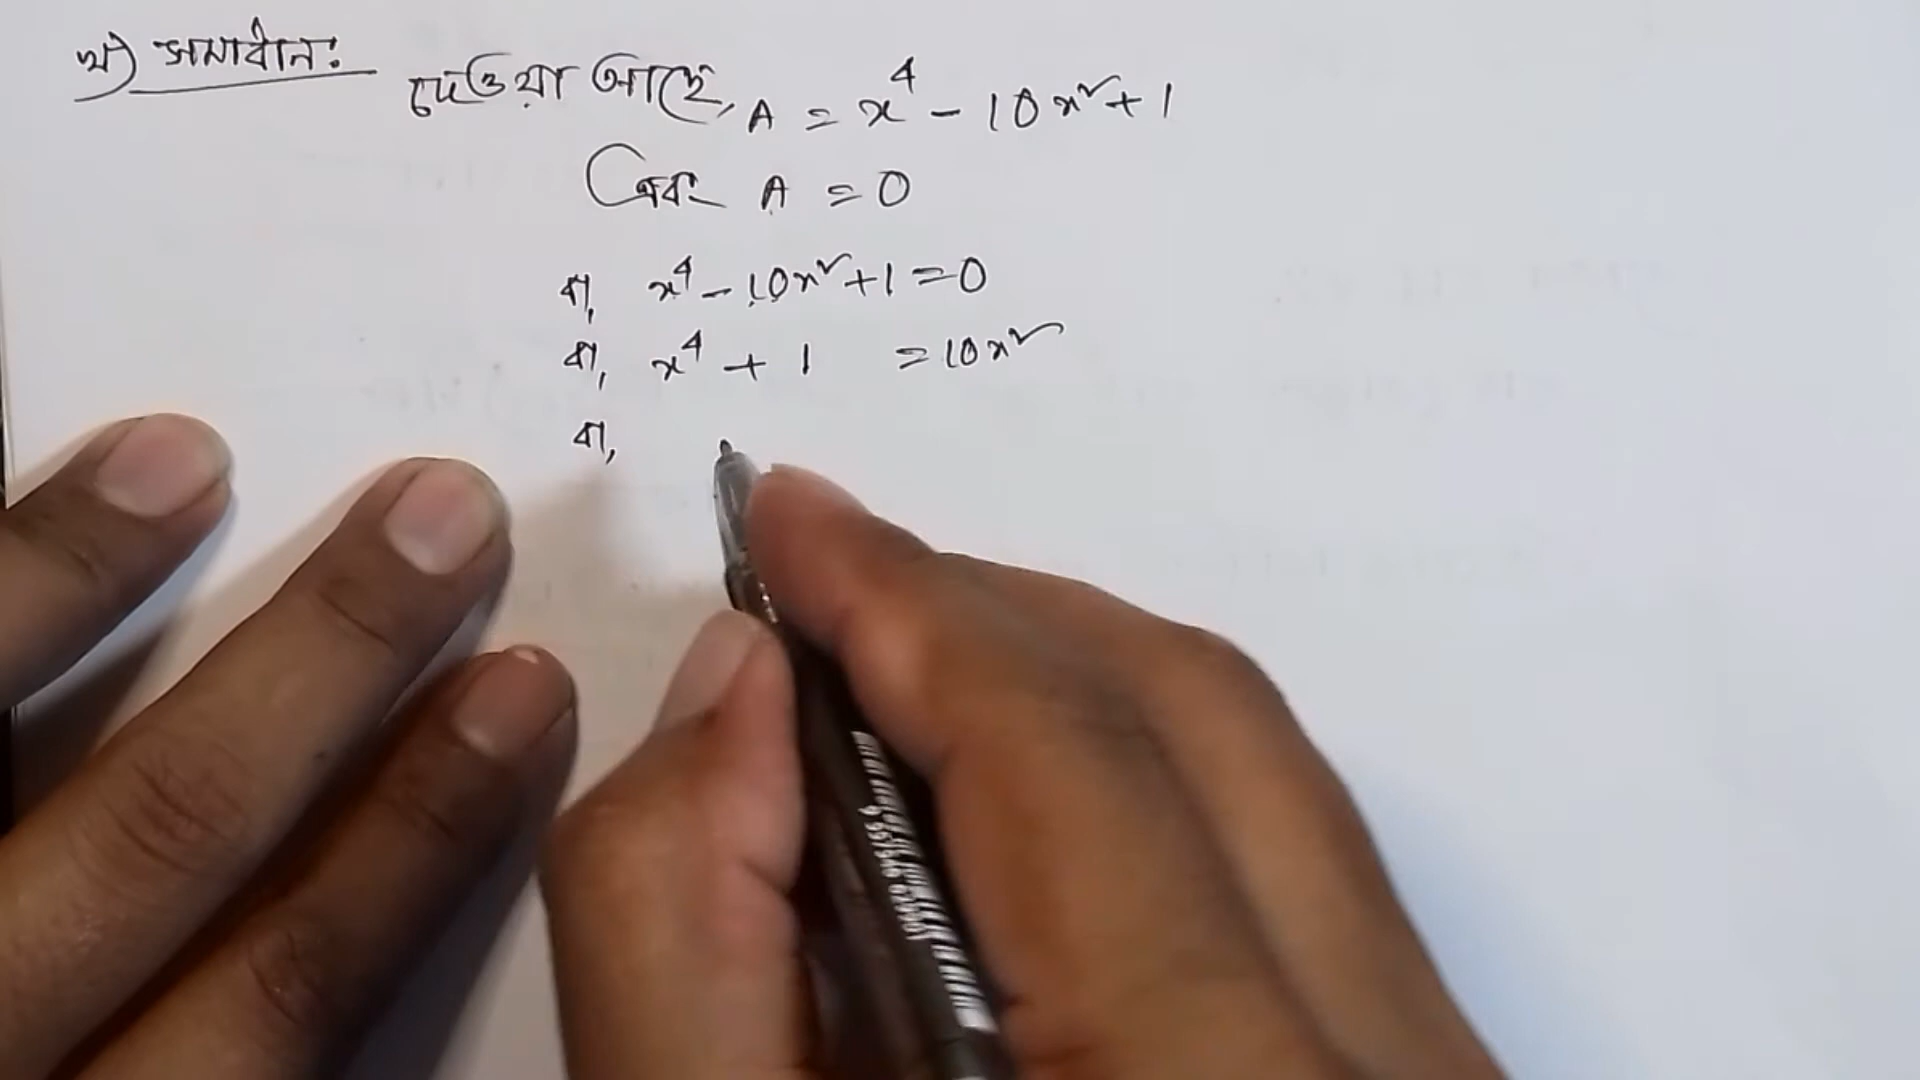 খ) সমাধান:
দেওয়া আছে, A = x⁴ - 10x² + 1
এবং A = 0
বা, x⁴ - 10x² + 1 = 0
বা, x⁴ + 1 = 10x²
বা,